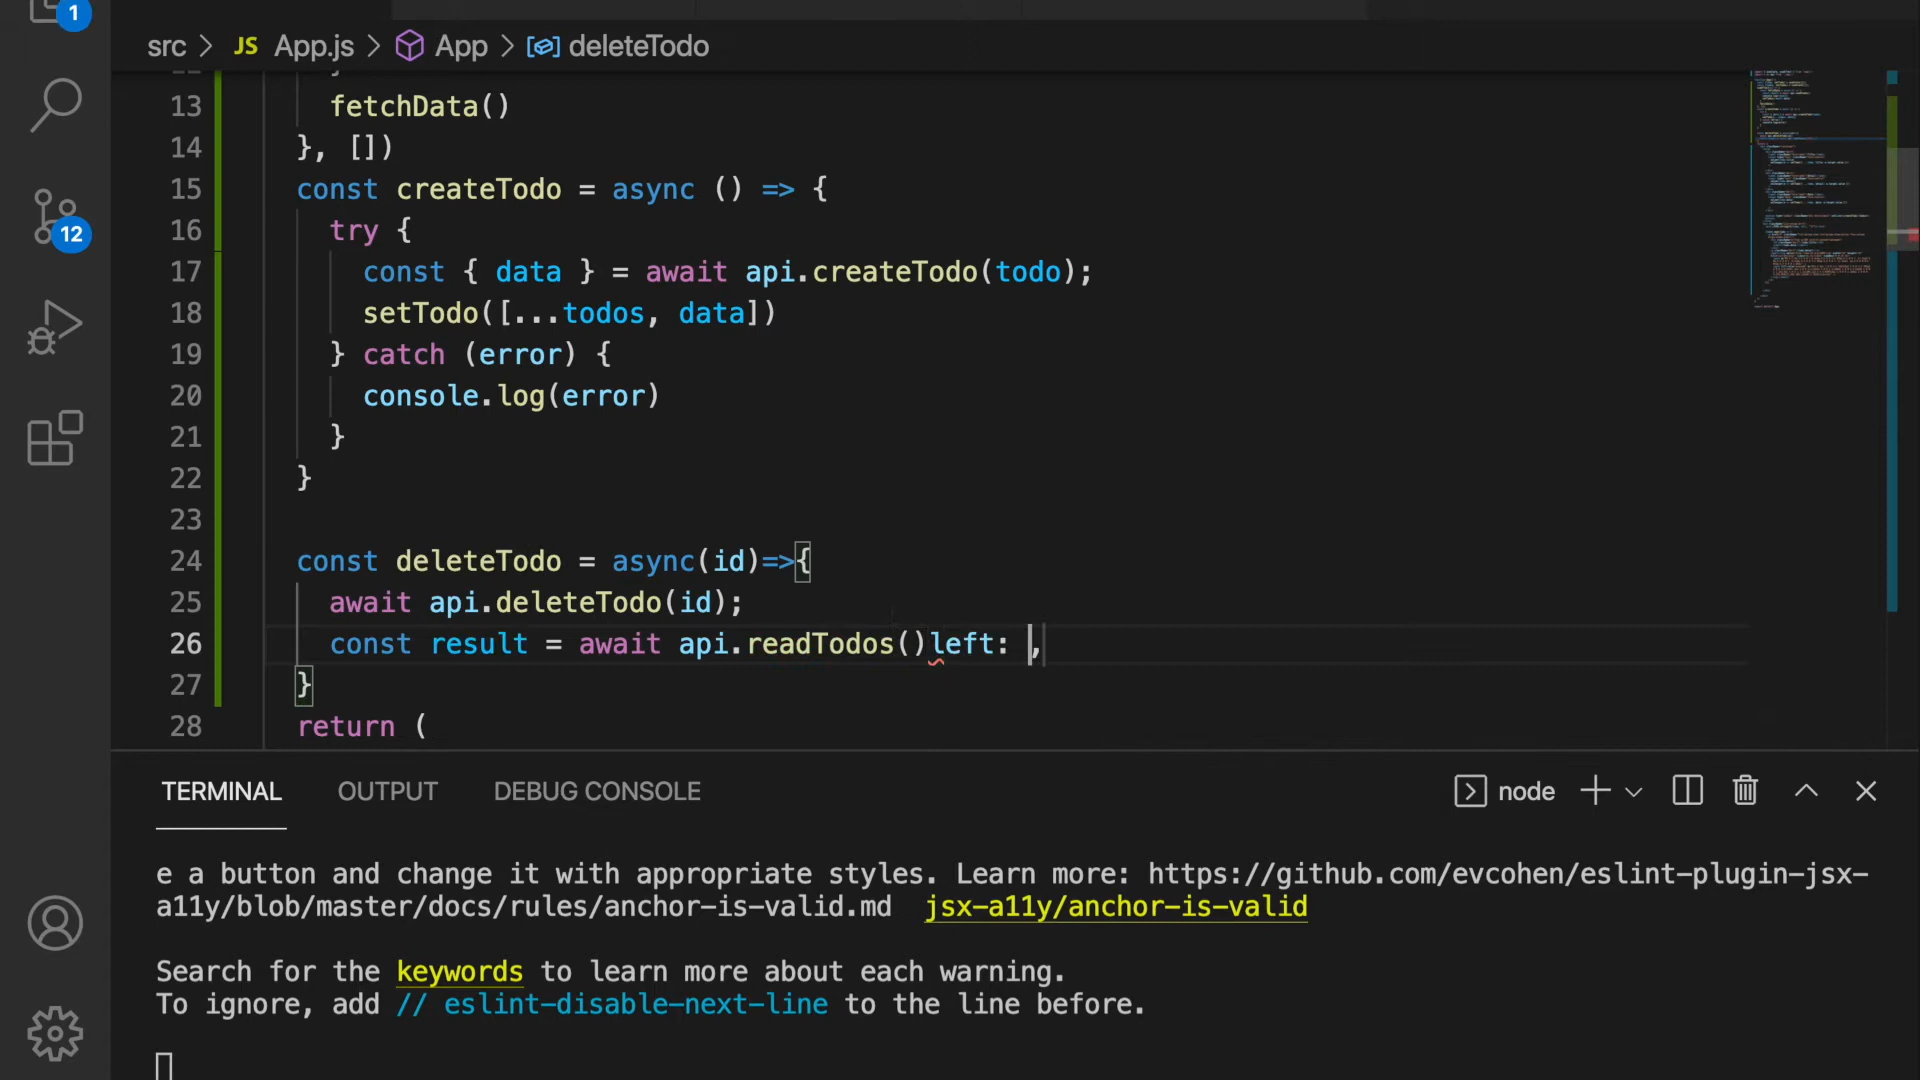 1
src > JS App.js > App > deleteTodo
13 fetchData()
14 }, [])
15 const createTodo = async () => {
16 try {
17 const { data } = await api.createTodo(todo);
18 setTodo([...todos, data])
19 } catch (error) {
20 console.log(error)
21 }
22 }
23
24 const deleteTodo = async(id)=>{
25 await api.deleteTodo(id);
26 const result = await api.readTodos()left: ,
27 }
28 return (
12
TERMINAL OUTPUT DEBUG CONSOLE node
e a button and change it with appropriate styles. Learn more: https://github.com/evcohen/eslint-plugin-jsx-
a11y/blob/master/docs/rules/anchor-is-valid.md jsx-a11y/anchor-is-valid
Search for the keywords to learn more about each warning.
To ignore, add // eslint-disable-next-line to the line before.